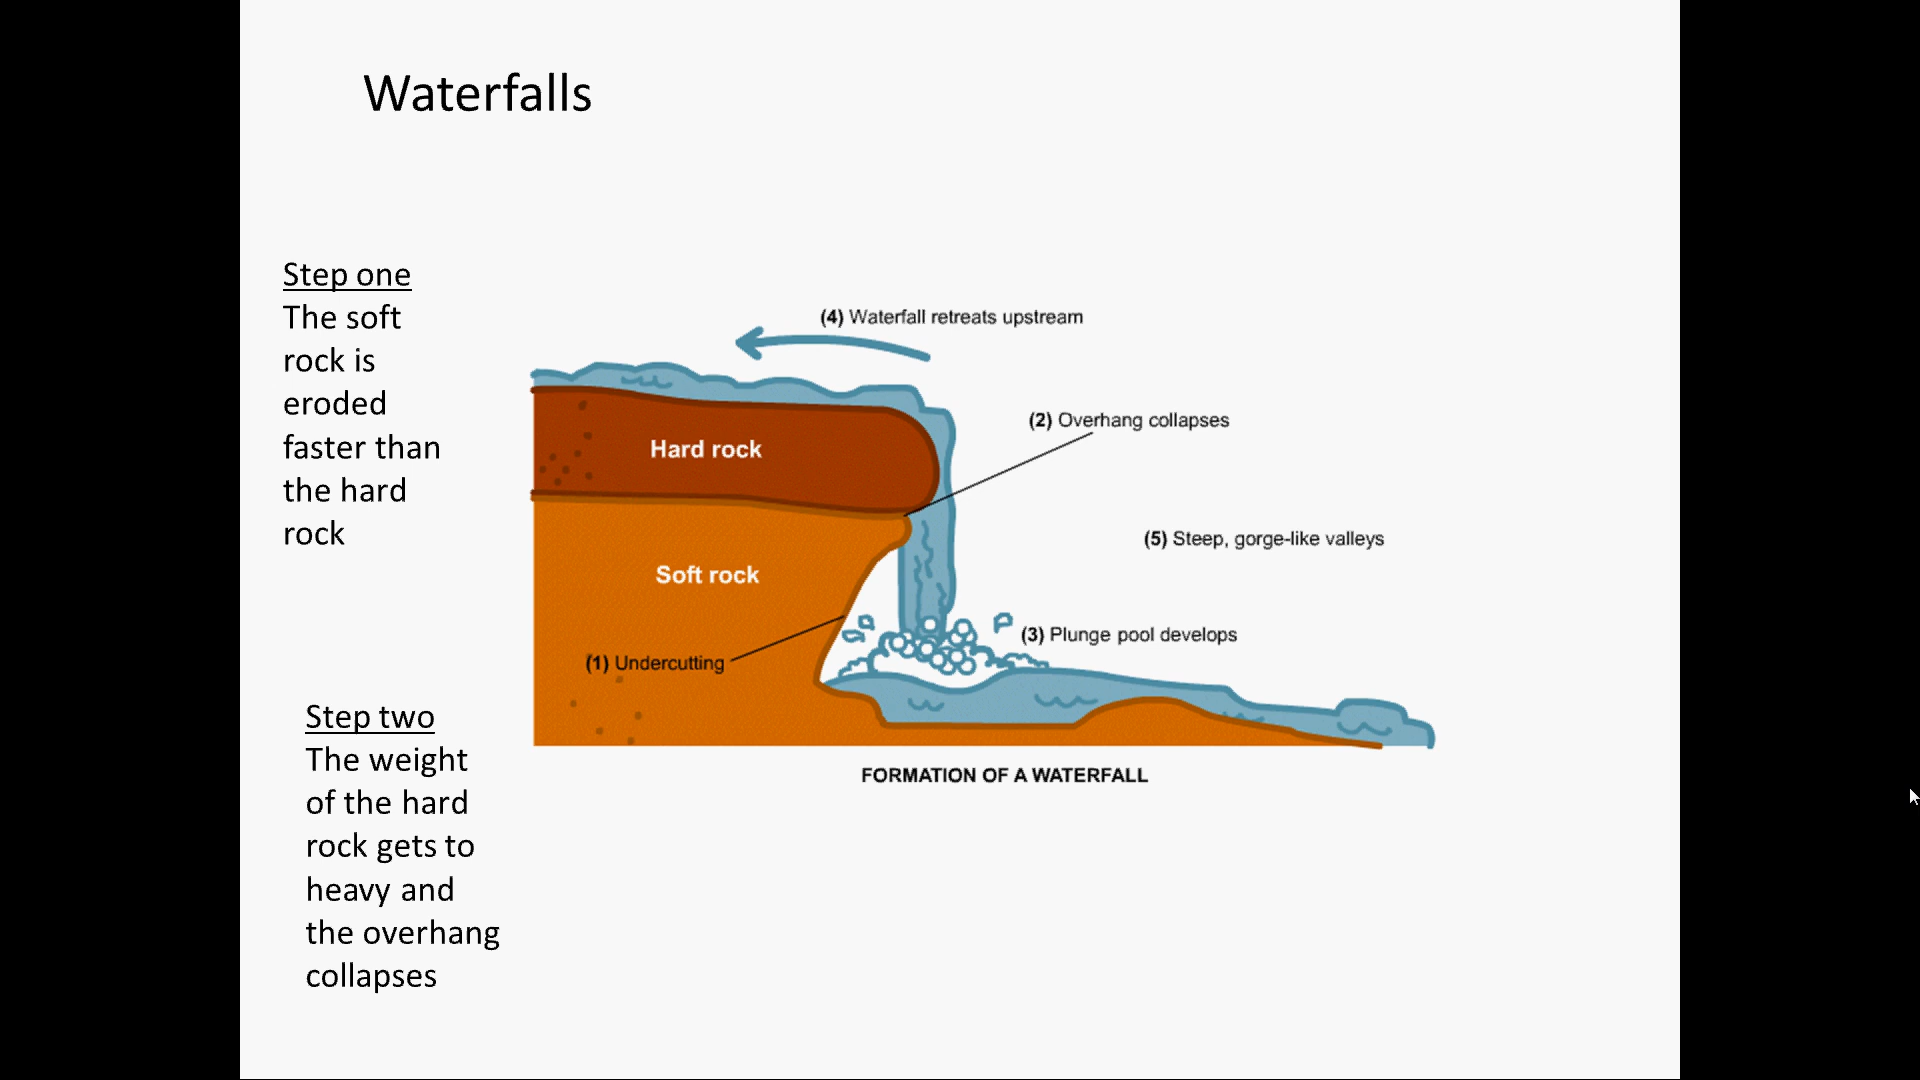 Waterfalls
Step one
The soft
rock is
eroded
faster than
the hard
rock
(4) Waterfall retreats upstream
(2) Overhang collapses
Hard rock
(5) Steep, gorge-like valleys
Soft rock
(3) Plunge pool develops
(1) Undercutting
FORMATION OF A WATERFALL
Step two
The weight
of the hard
rock gets to
heavy and
the overhang
collapses